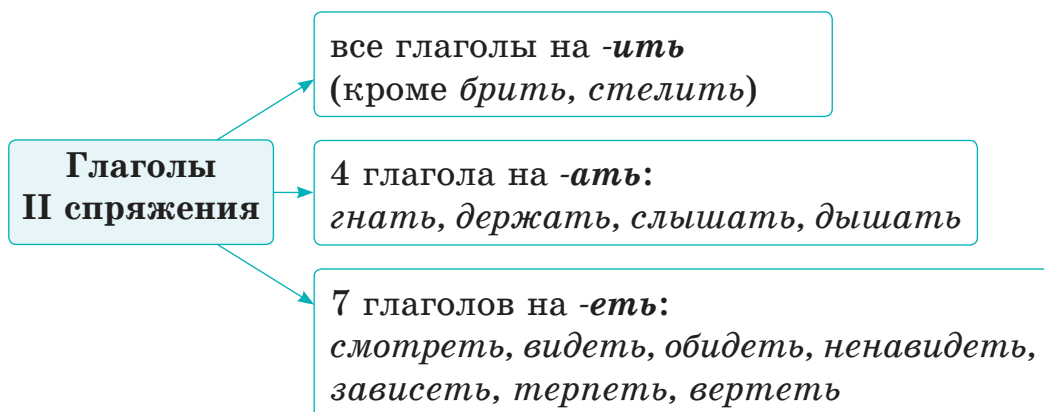 все глаголы на -ить
(кроме брить, стелить)
Глаголы
II спряжения
4 глагола на -ать:
гнать, держать, слышать, дышать
7 глаголов на -еть:
смотреть, видеть, обидеть, ненавидеть,
зависеть, терпеть, вертеть